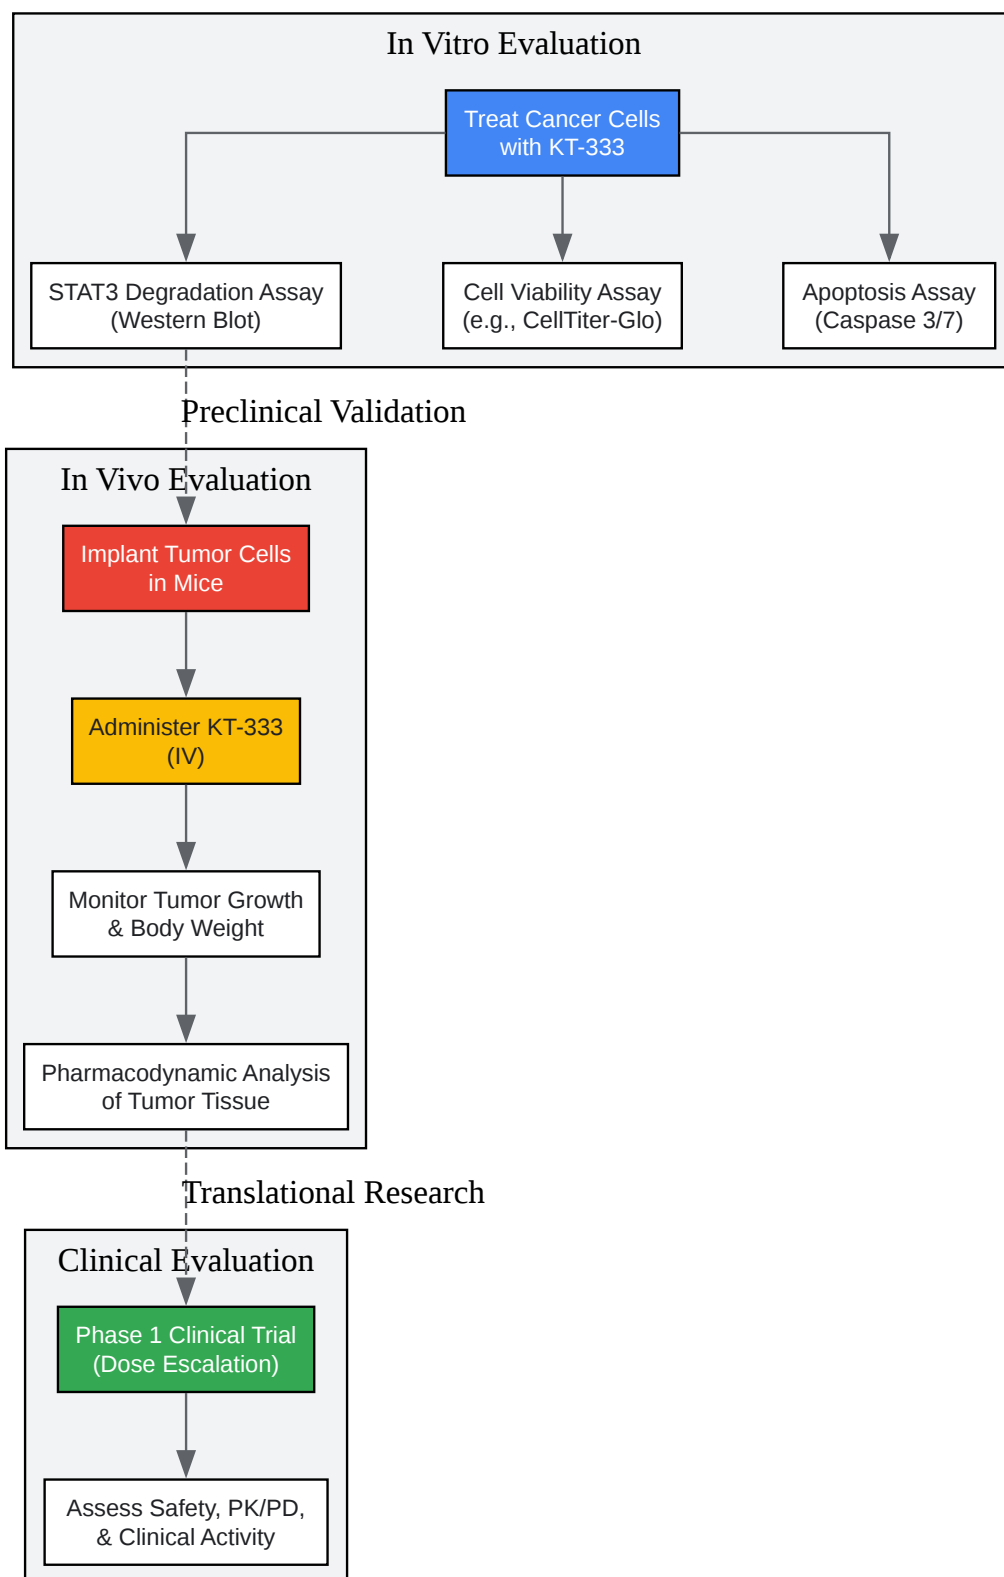 In Vitro Evaluation
Treat Cancer Cells
with KT-333
STAT3 Degradation Assay
(Western Blot)
Cell Viability Assay
(e.g., CellTiter-Glo)
Apoptosis Assay
(Caspase 3/7)
Preclinical Validation
In Vivo Evaluation
Implant Tumor Cells
in Mice
Administer KT-333
(IV)
Monitor Tumor Growth
& Body Weight
Pharmacodynamic Analysis
of Tumor Tissue
Translational Research
Clinical Evaluation
Phase 1 Clinical Trial
(Dose Escalation)
Assess Safety, PK/PD,
& Clinical Activity